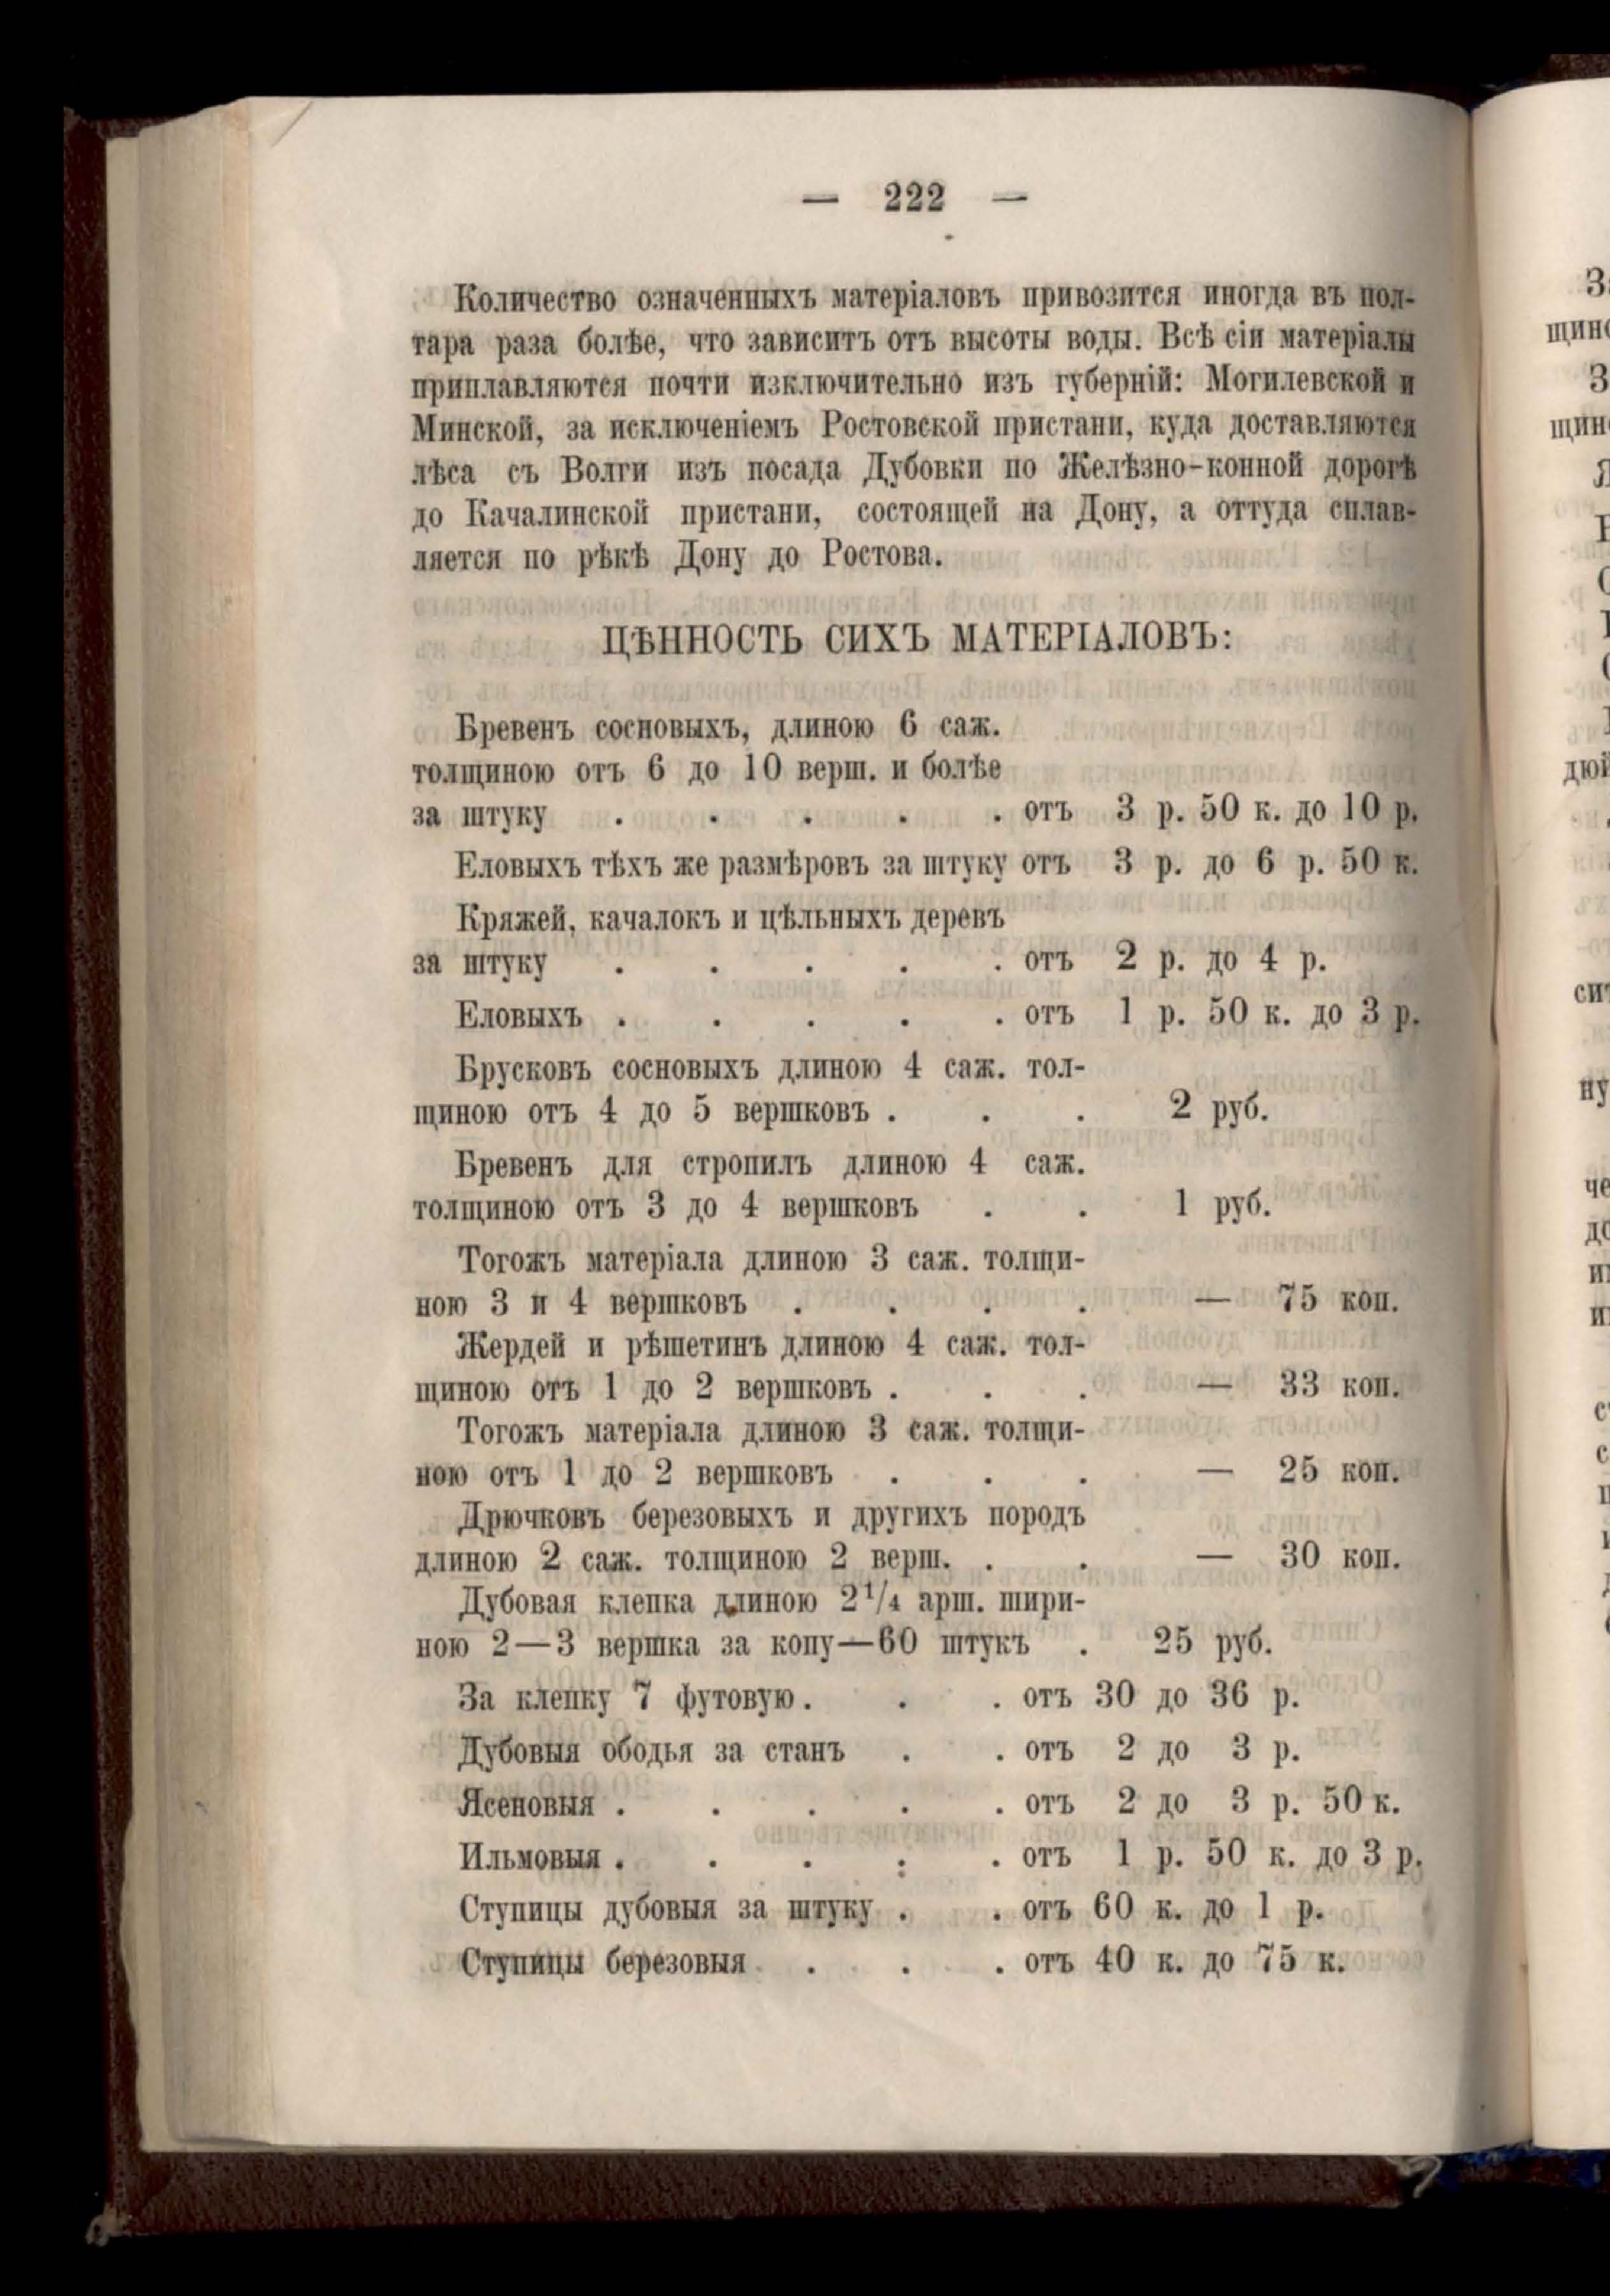 — 222 —
Количество означенныхъ матеріаловъ привозится иногда въ пол-
тара раза болѣе, что зависитъ отъ высоты воды. Всѣ сіи матеріалы
приплавляются почти изключительно изъ губерній: Могилевской и
Минской, за исключеніемъ Ростовской пристани, куда доставляются
лѣса съ Волги изъ посада Дубовки по Желѣзно-конной дорогѣ
до Качалинской пристани, состоящей на Дону, а оттуда сплав-
ляется по рѣкѣ Дону до Ростова.
ЦѢННОСТЬ СИХЪ МАТЕРІАЛОВЪ:
Бревенъ сосновыхъ, длиною 6 саж.
толщиною отъ 6 до 10 верш. и болѣе
за штуку . . . . . отъ 3 р. 50 к. до 10 р.
Еловыхъ тѣхъ же размѣровъ за штуку отъ 3 р. до 6 р. 50 к.
Кряжей, качалокъ и цѣльныхъ деревъ
за штуку . . . . . отъ 2 р. до 4 р.
Еловыхъ . . . . . отъ 1 р. 50 к. до 3 р.
Брусковъ сосновыхъ длиною 4 саж. тол-
щиною отъ 4 до 5 вершковъ . . . 2 руб.
Бревенъ для стропилъ длиною 4 саж.
толщиною отъ 3 до 4 вершковъ . . 1 руб.
Тогожъ матеріала длиною 3 саж. толщи-
ною 3 и 4 вершковъ . . . . — 75 коп.
Жердей и рѣшетинъ длиною 4 саж. тол-
щиною отъ 1 до 2 вершковъ . . . — 33 коп.
Тогожъ матеріала длиною 3 саж. толщи-
ною отъ 1 до 2 вершковъ . . . — 25 коп.
Дрючковъ березовыхъ и другихъ породъ
длиною 2 саж. толщиною 2 верш. . . — 30 коп.
Дубовая клепка длиною 2 1/4 арш. шири-
ною 2—3 вершка за копу—60 штукъ . 25 руб.
За клепку 7 футовую . . . отъ 30 до 36 р.
Дубовыя ободья за станъ . . отъ 2 до 3 р.
Ясеновыя . . . . . отъ 2 до 3 р. 50 к.
Ильмовыя . . . . . отъ 1 р. 50 к. до 3 р.
Ступицы дубовыя за штуку . . отъ 60 к. до 1 р.
Ступицы березовыя . . . отъ 40 к. до 75 к.